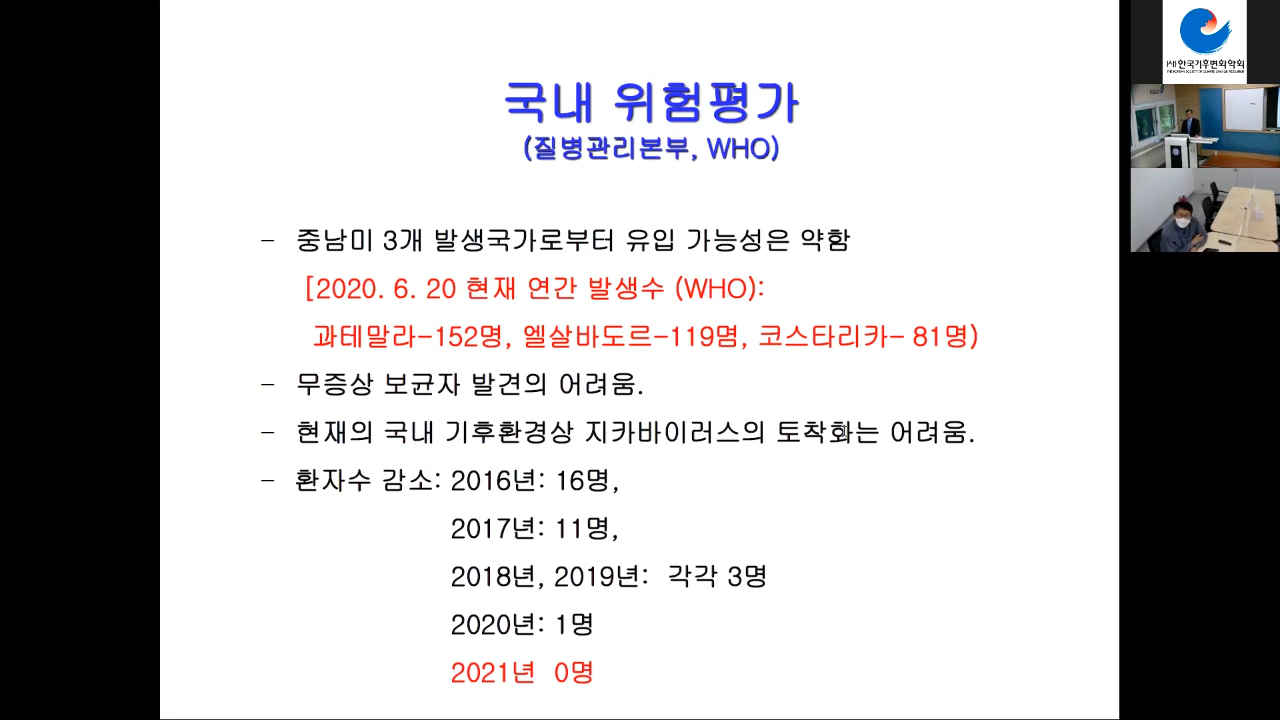 국내 위험평가
(질병관리본부, WHO)
– 중남미 3개 발생국가로부터 유입 가능성은 약함
[2020. 6. 20 현재 연간 발생수 (WHO):
과테말라-152명, 엘살바도르-119명, 코스타리카- 81명)
– 무증상 보균자 발견의 어려움.
– 현재의 국내 기후환경상 지카바이러스의 토착화는 어려움.
– 환자수 감소: 2016년: 16명,
2017년: 11명,
2018년, 2019년: 각각 3명
2020년: 1명
2021년 0명
(사)한국기후변화학회
THE KOREAN SOCIETY OF CLIMATE CHANGE RESEARCH